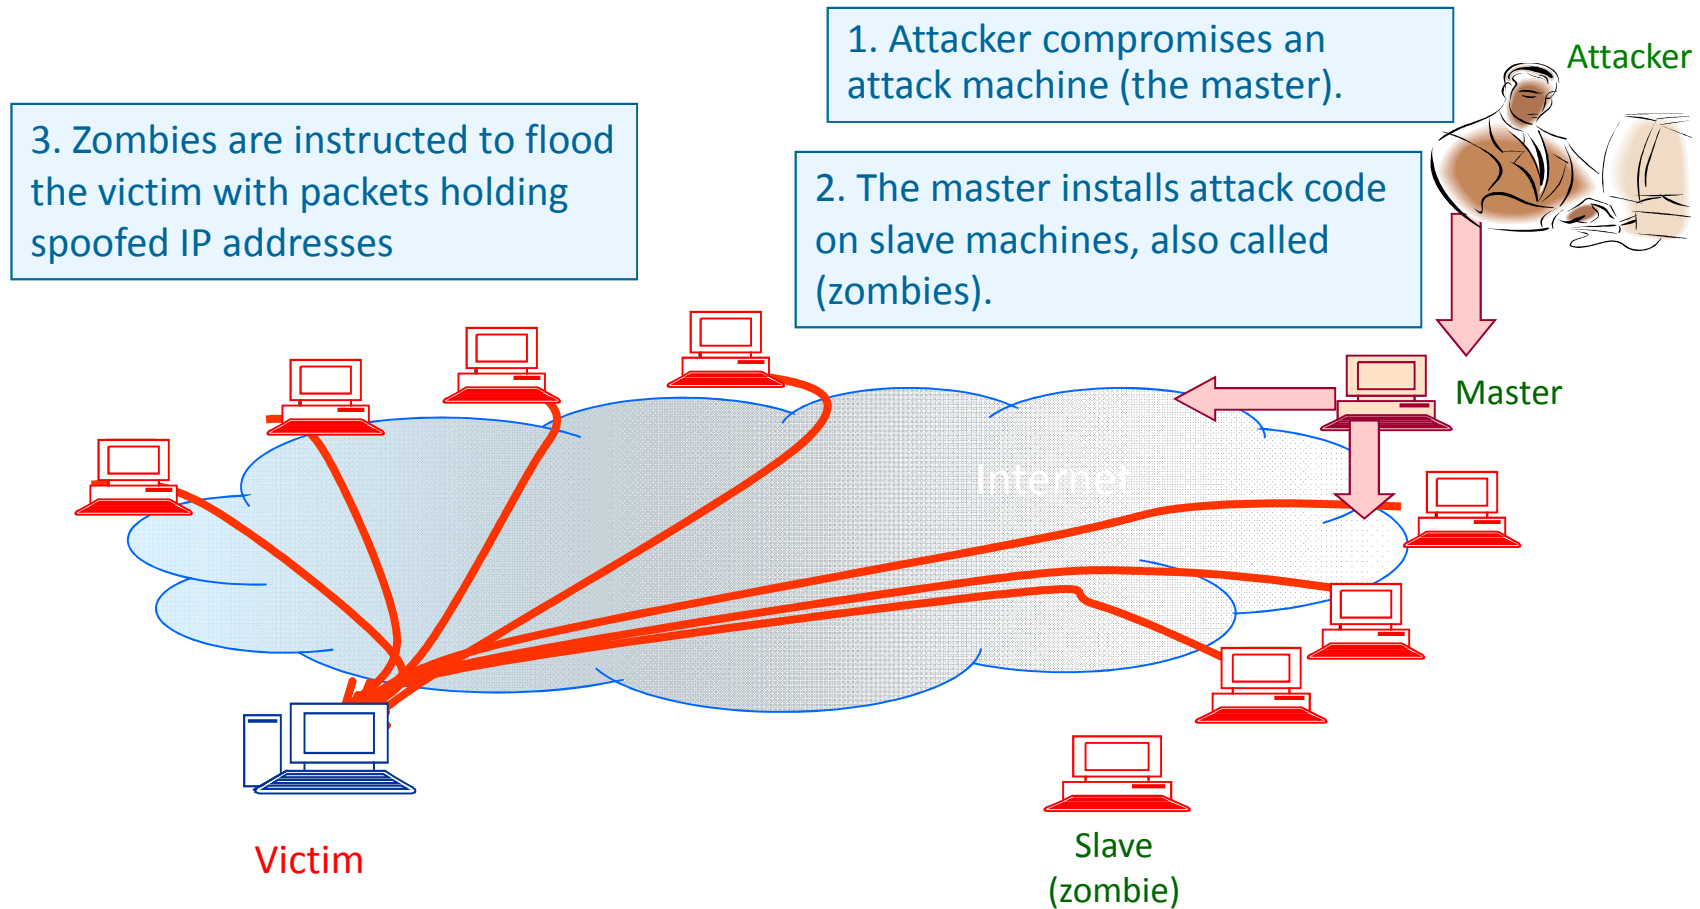 1. Attacker compromises an
attack machine (the master).
Attacker
3. Zombies are instructed to flood
the victim with packets holding
spoofed IP addresses
2. The master installs attack code
on slave machines, also called
(zombies).
Master
Internet
Victim
Slave
(zombie)